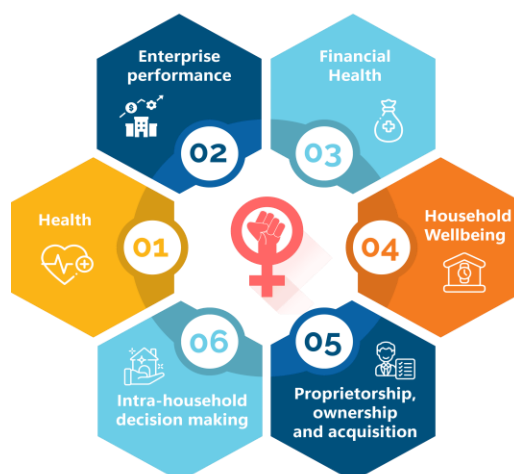 Enterprise
performance
02
Financial
Health
03
Health
01
Household
Wellbeing
04
06
Intra-household
decision making
05
Proprietorship,
ownership
and acquisition